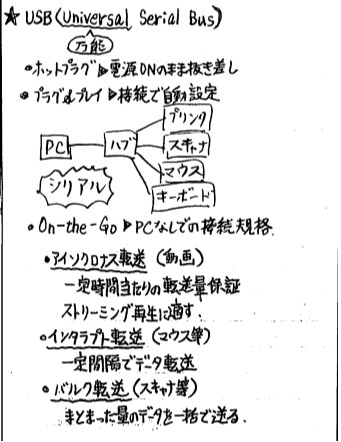 ★ USB (Universal Serial Bus)
万能
・ホットプラグ▷電源ONのまま抜き差し
・プラグ&プレイ▷接続で自動設定
プリンタ
PC ハブ スキャナ
マウス
シリアル キーボード
・On-the-Go▷PCなしでの接続規格.
・アイソクロナス転送 (動画)
一定時間当たりの転送量保証
ストリーミング再生に適す.
・インタラプト転送 (マウス等)
一定間隔でデータ転送
・バルク転送 (スキャナ等)
まとまった量のデータを一括で送る.